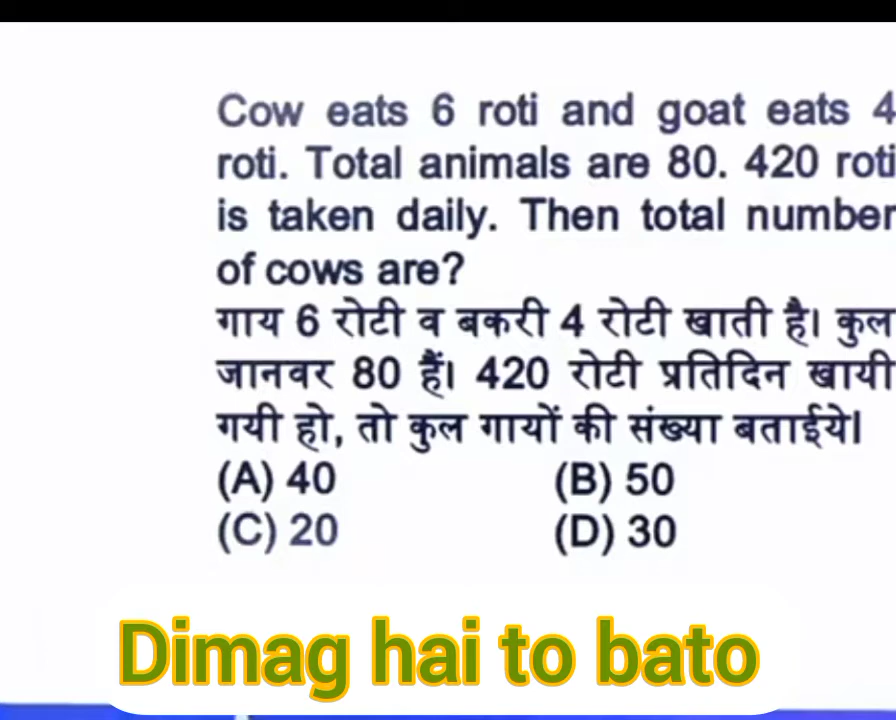 Cow eats 6 roti and goat eats 4
roti. Total animals are 80. 420 roti
is taken daily. Then total number
of cows are?
गाय 6 रोटी व बकरी 4 रोटी खाती है। कुल
जानवर 80 हैं। 420 रोटी प्रतिदिन खायी
गयी हो, तो कुल गायों की संख्या बताईये।
(A) 40 (B) 50
(C) 20 (D) 30
Dimag hai to bato